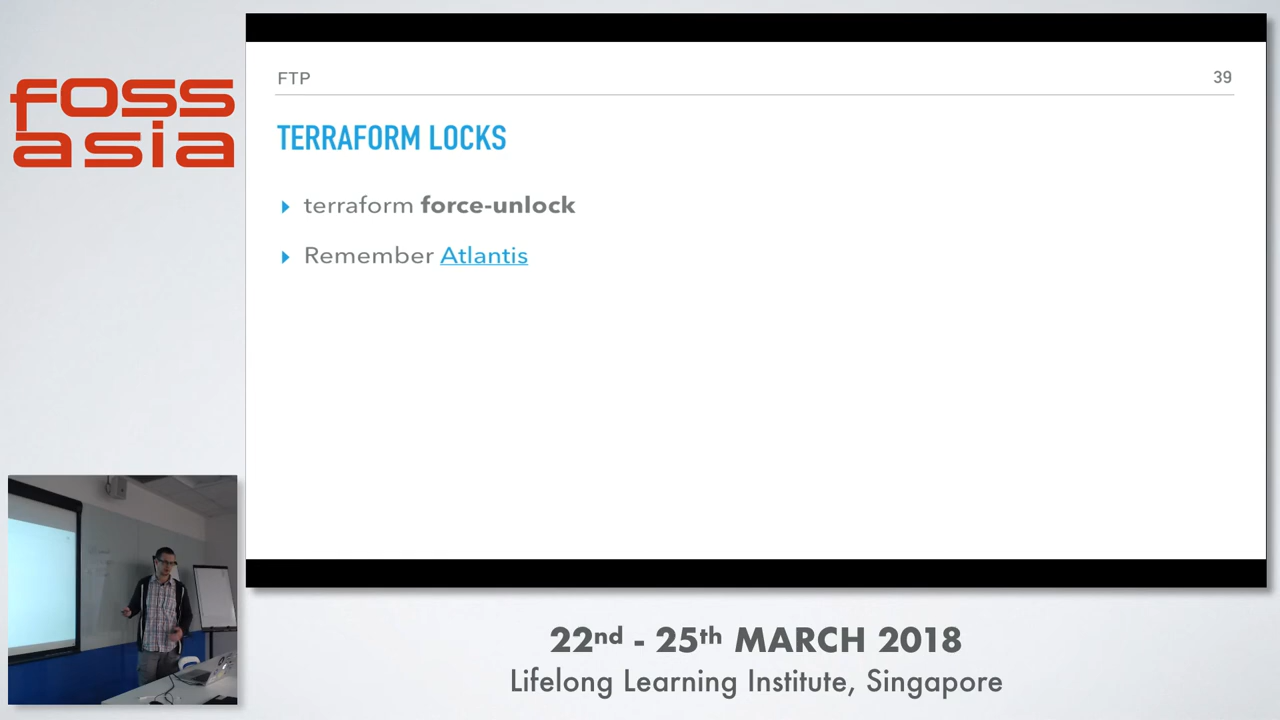 foss
asia
FTP
39
TERRAFORM LOCKS
terraform force-unlock
Remember Atlantis
22nd - 25th MARCH 2018
Lifelong Learning Institute, Singapore